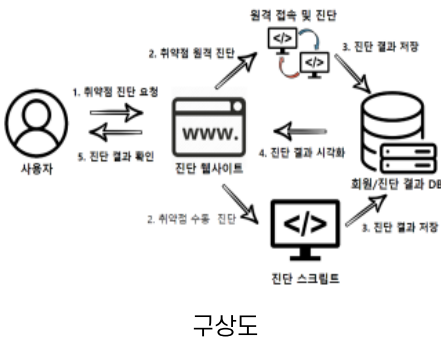 원격 접속 및 진단
2. 취약점 원격 진단
3. 진단 결과 저장
</>
</>
1. 취약점 진단 요청
www.
5. 진단 결과 확인
4. 진단 결과 시각화
사용자
진단 웹사이트
회원/진단 결과 DB
2. 취약점 수동 진단
</>
3. 진단 결과 저장
진단 스크립트
구상도